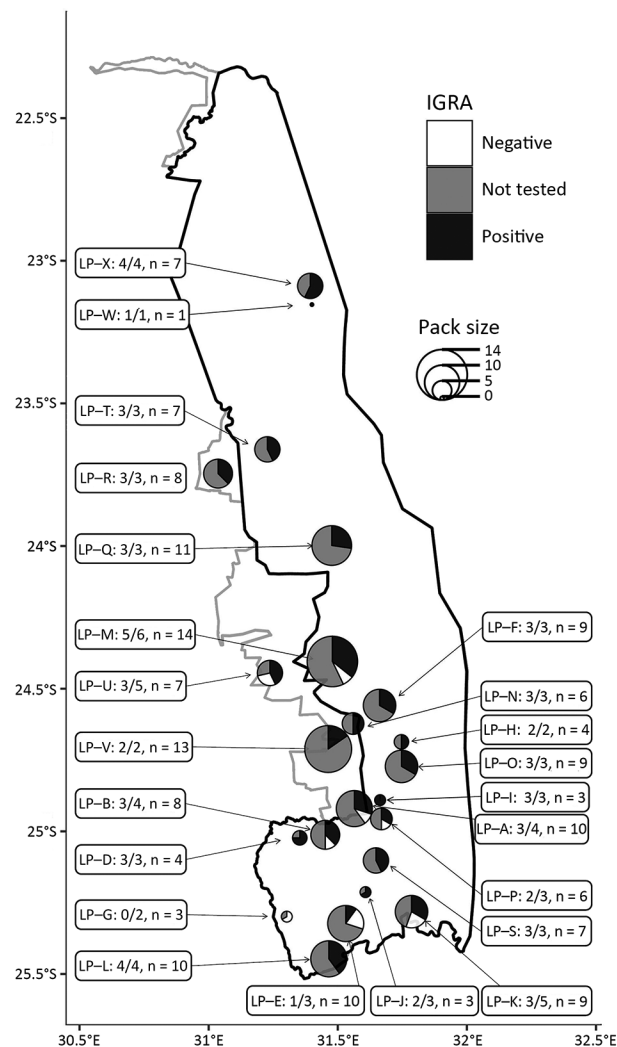 22.5°S
23°S
23.5°S
24°S
24.5°S
25°S
25.5°S
30.5°E
31°E
31.5°E
32°E
32.5°E
IGRA
Negative
Not tested
Positive
Pack size
14
10
5
0
LP–X: 4/4, n = 7
LP–W: 1/1, n = 1
LP–T: 3/3, n = 7
LP–R: 3/3, n = 8
LP–Q: 3/3, n = 11
LP–M: 5/6, n = 14
LP–U: 3/5, n = 7
LP–V: 2/2, n = 13
LP–B: 3/4, n = 8
LP–D: 3/3, n = 4
LP–G: 0/2, n = 3
LP–L: 4/4, n = 10
LP–F: 3/3, n = 9
LP–N: 3/3, n = 6
LP–H: 2/2, n = 4
LP–O: 3/3, n = 9
LP–I: 3/3, n = 3
LP–A: 3/4, n = 10
LP–P: 2/3, n = 6
LP–S: 3/3, n = 7
LP–E: 1/3, n = 10
LP–J: 2/3, n = 3
LP–K: 3/5, n = 9